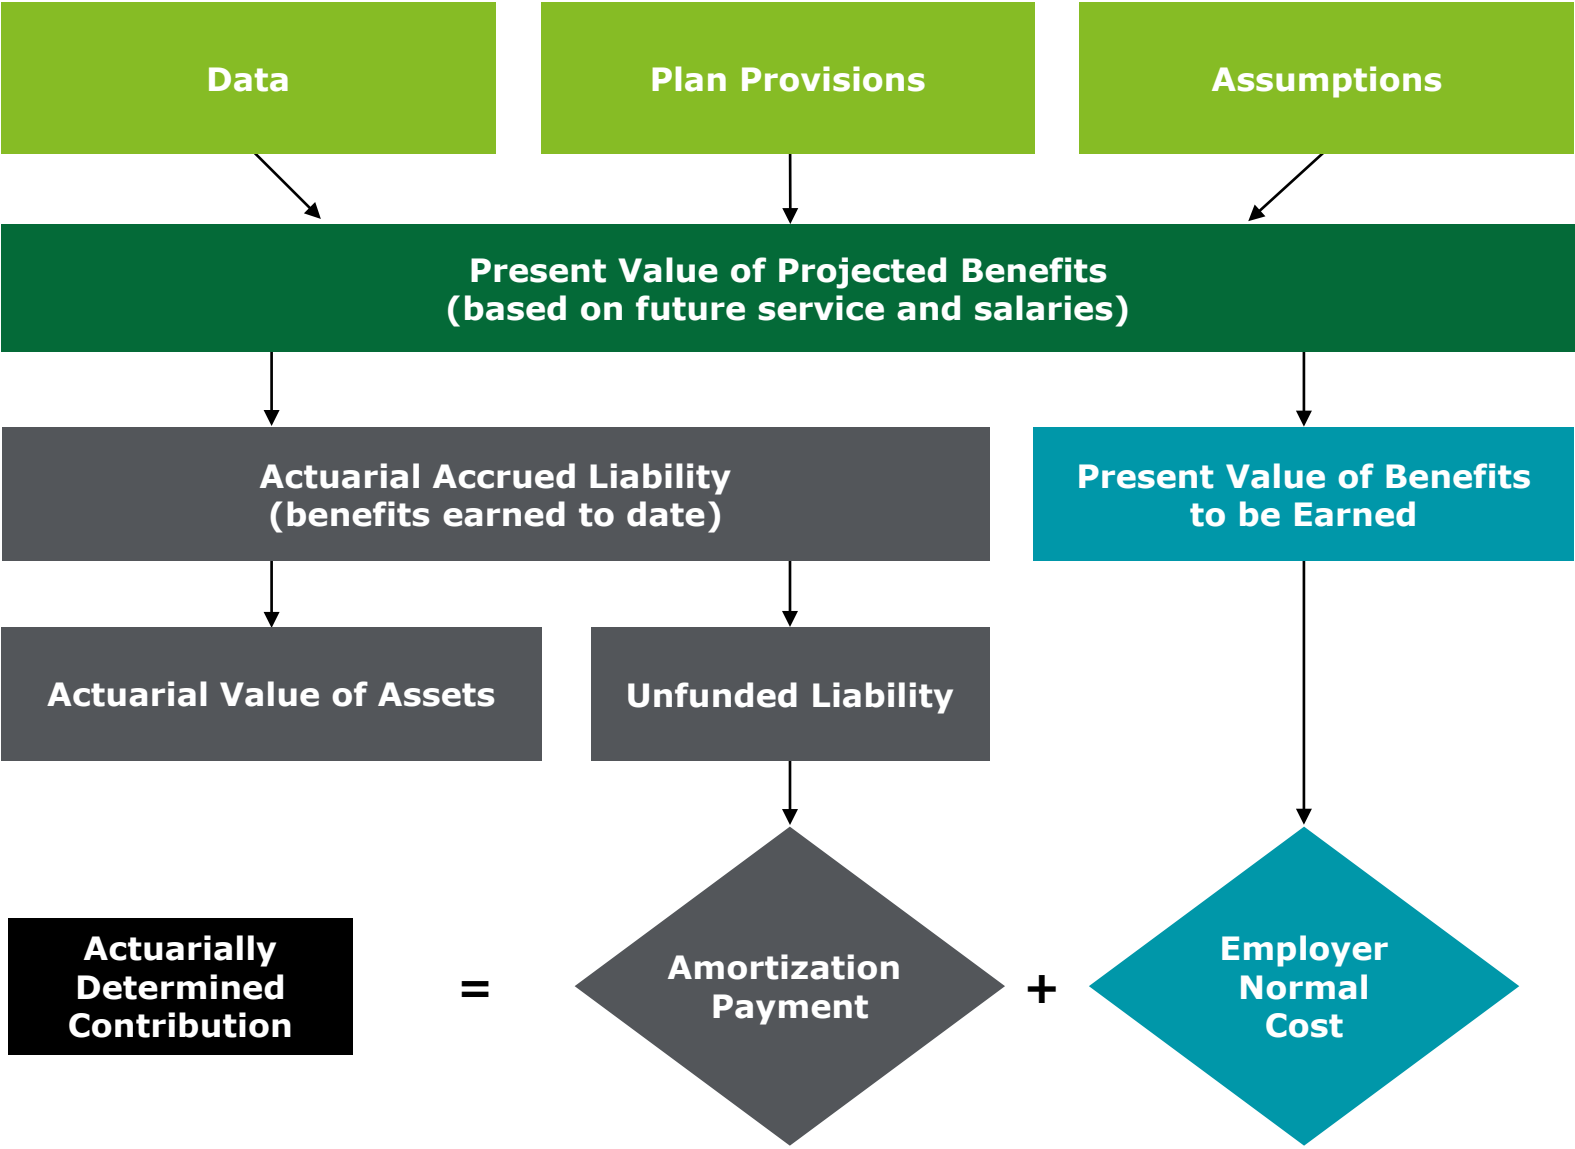 Data
Plan Provisions
Assumptions
Present Value of Projected Benefits
(based on future service and salaries)
Actuarial Accrued Liability
(benefits earned to date)
Present Value of Benefits
to be Earned
Actuarial Value of Assets
Unfunded Liability
Actuarially
Determined
Contribution
=
Amortization
Payment
+
Employer
Normal
Cost